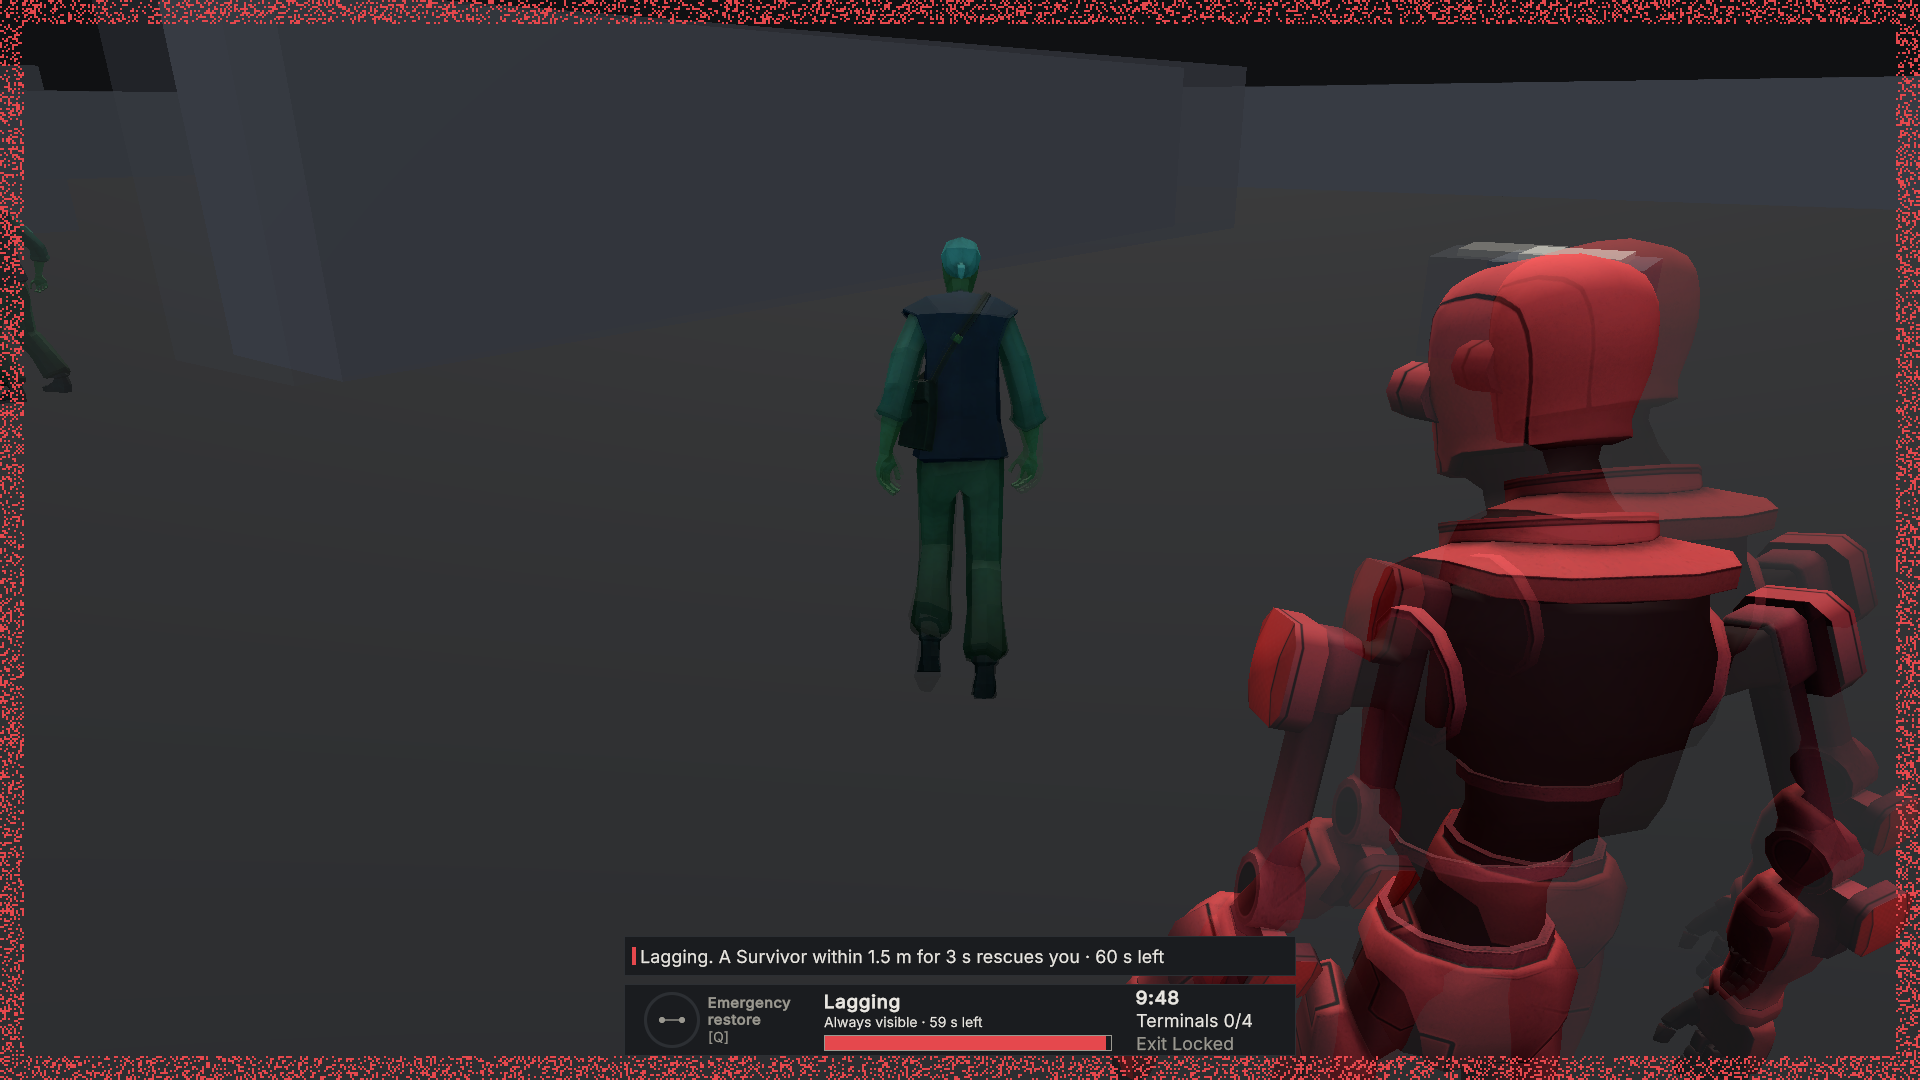 Lagging. A Survivor within 1.5 m for 3 s rescues you · 60 s left
Emergency
restore
[Q]
Lagging
Always visible · 59 s left
9:48
Terminals 0/4
Exit Locked